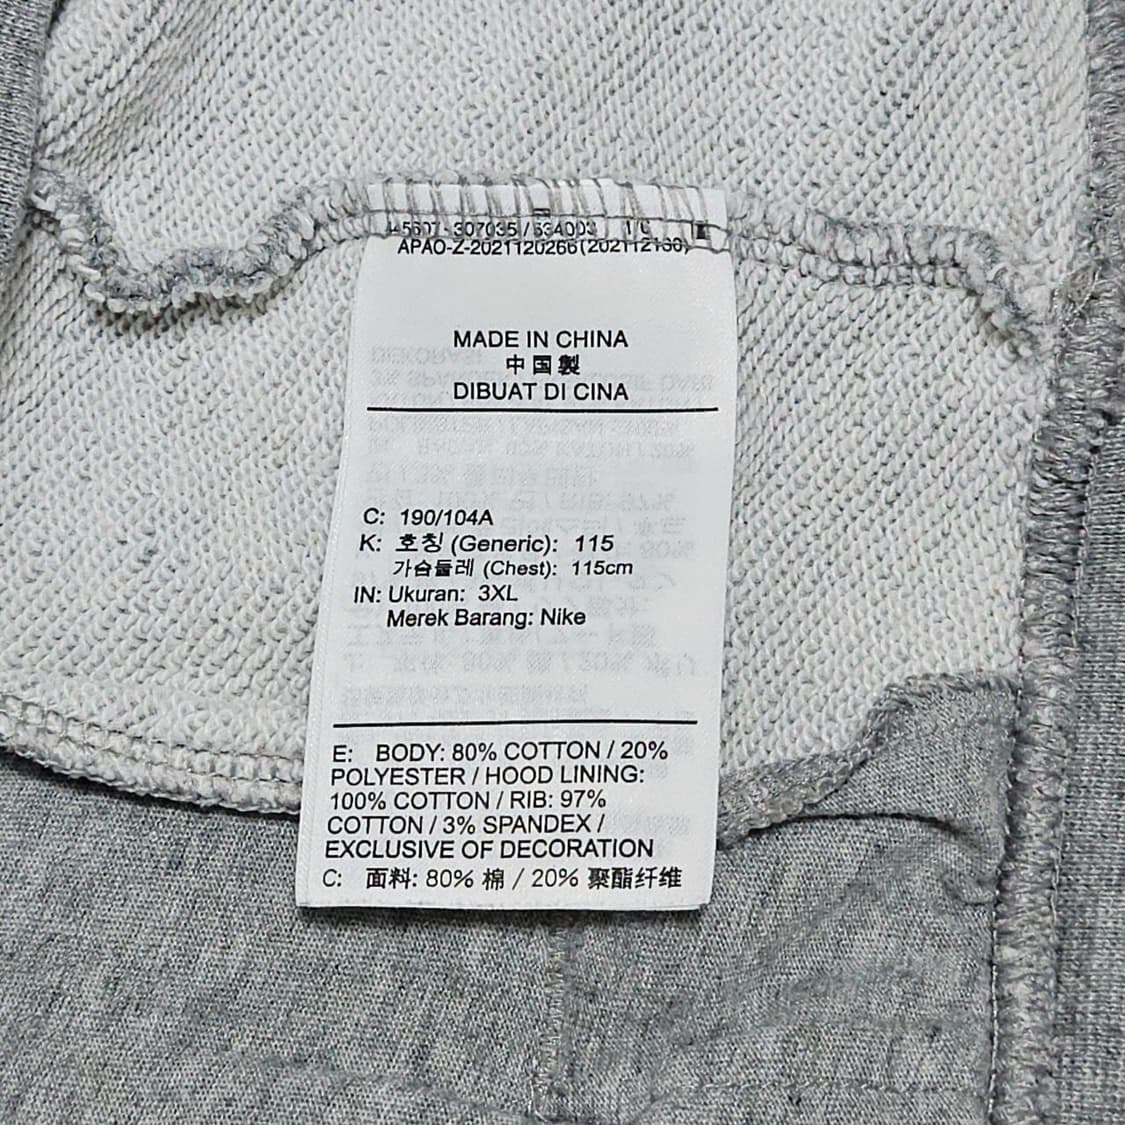 APAO-Z-2021120266(202112160)
MADE IN CHINA
中国製
DIBUAT DI CINA
C: 190/104A
K: 호칭 (Generic): 115
가슴둘레 (Chest): 115cm
IN: Ukuran: 3XL
Merek Barang: Nike
E: BODY: 80% COTTON / 20%
POLYESTER / HOOD LINING:
100% COTTON / RIB: 97%
COTTON / 3% SPANDEX /
EXCLUSIVE OF DECORATION
C: 面料: 80% 棉 / 20% 聚酯纤维